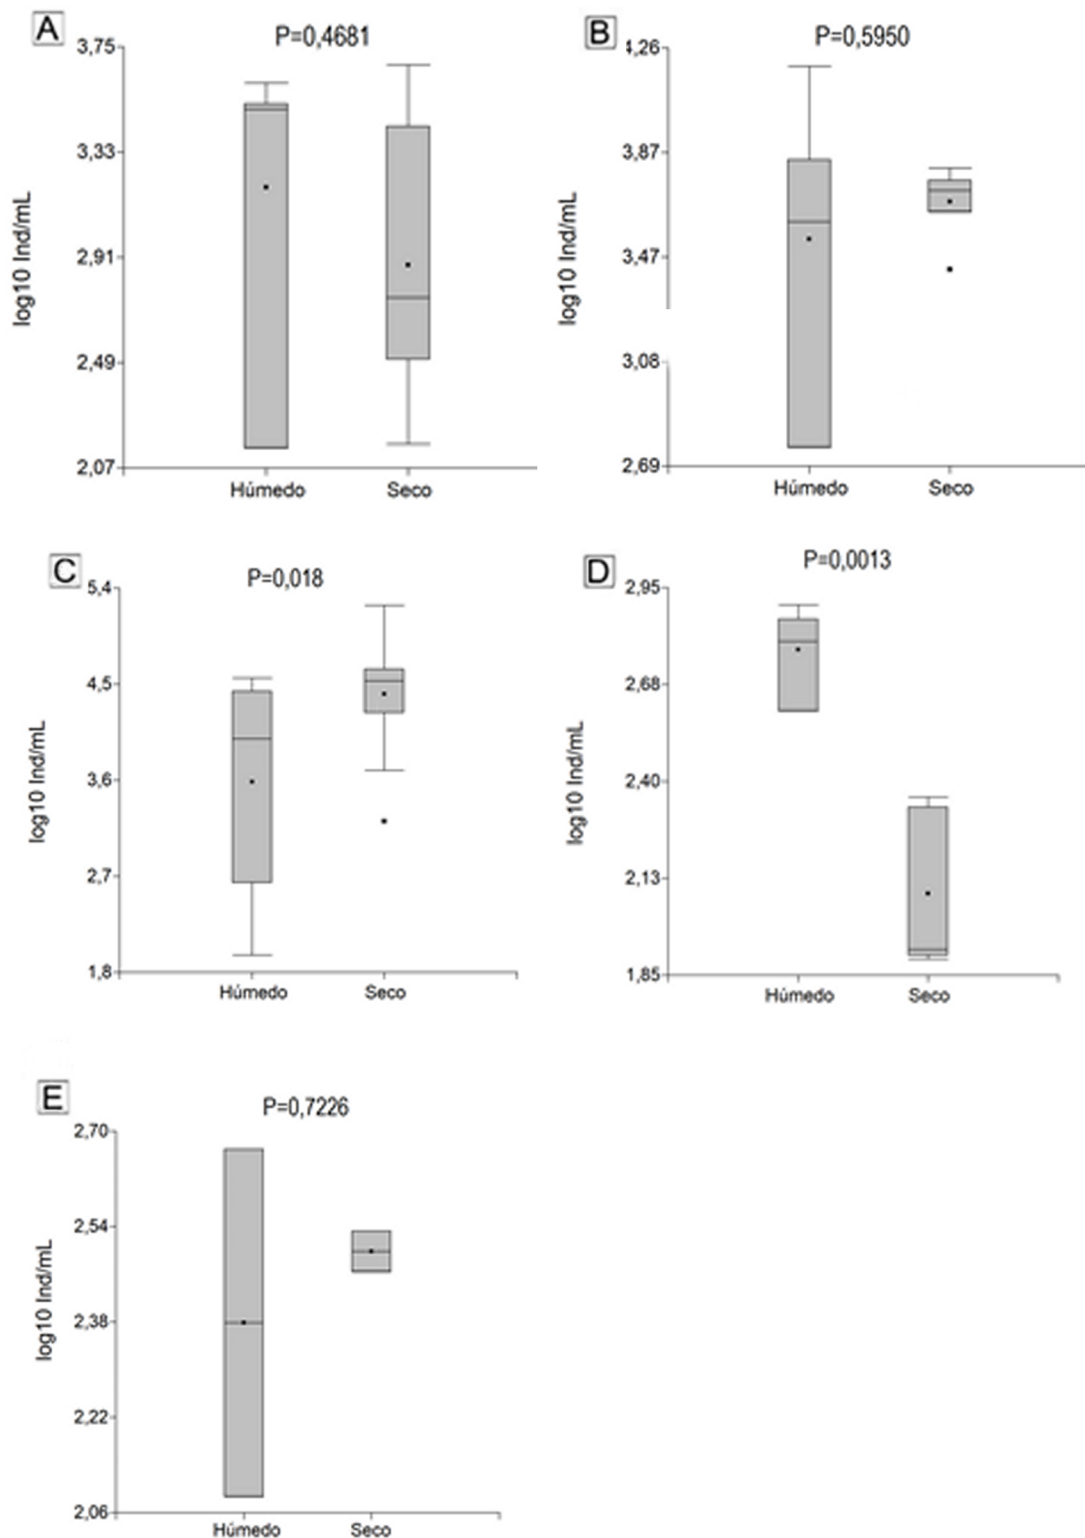 A
P=0,4681
3,75
3,33
2,91
2,49
2,07
log10 Ind/mL
Húmedo Seco
B
P=0,5950
4,26
3,87
3,47
3,08
2,69
log10 Ind/mL
Húmedo Seco
C
P=0,018
5,4
4,5
3,6
2,7
1,8
log10 Ind/mL
Húmedo Seco
D
P=0,0013
2,95
2,68
2,40
2,13
1,85
log10 Ind/mL
Húmedo Seco
E
P=0,7226
2,70
2,54
2,38
2,22
2,06
log10 Ind/mL
Húmedo Seco